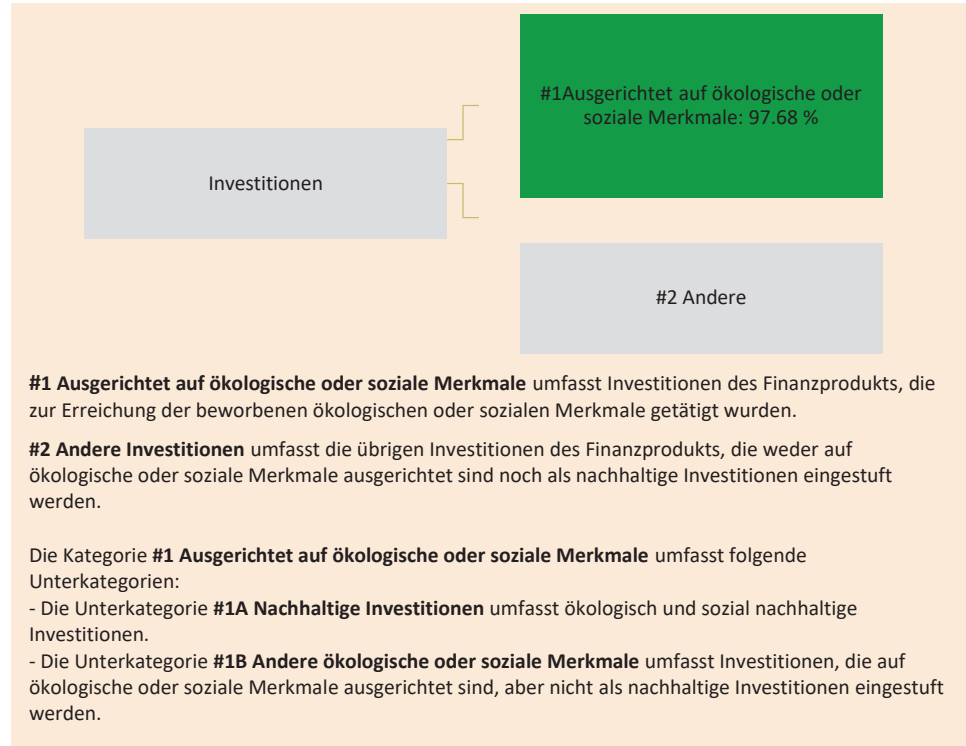 #1Ausgerichtet auf ökologische oder
soziale Merkmale: 97.68 %
Investitionen
#2 Andere
#1 Ausgerichtet auf ökologische oder soziale Merkmale umfasst Investitionen des Finanzprodukts, die
zur Erreichung der beworbenen ökologischen oder sozialen Merkmale getätigt wurden.
#2 Andere Investitionen umfasst die übrigen Investitionen des Finanzprodukts, die weder auf
ökologische oder soziale Merkmale ausgerichtet sind noch als nachhaltige Investitionen eingestuft
werden.
Die Kategorie #1 Ausgerichtet auf ökologische oder soziale Merkmale umfasst folgende
Unterkategorien:
- Die Unterkategorie #1A Nachhaltige Investitionen umfasst ökologisch und sozial nachhaltige
Investitionen.
- Die Unterkategorie #1B Andere ökologische oder soziale Merkmale umfasst Investitionen, die auf
ökologische oder soziale Merkmale ausgerichtet sind, aber nicht als nachhaltige Investitionen eingestuft
werden.